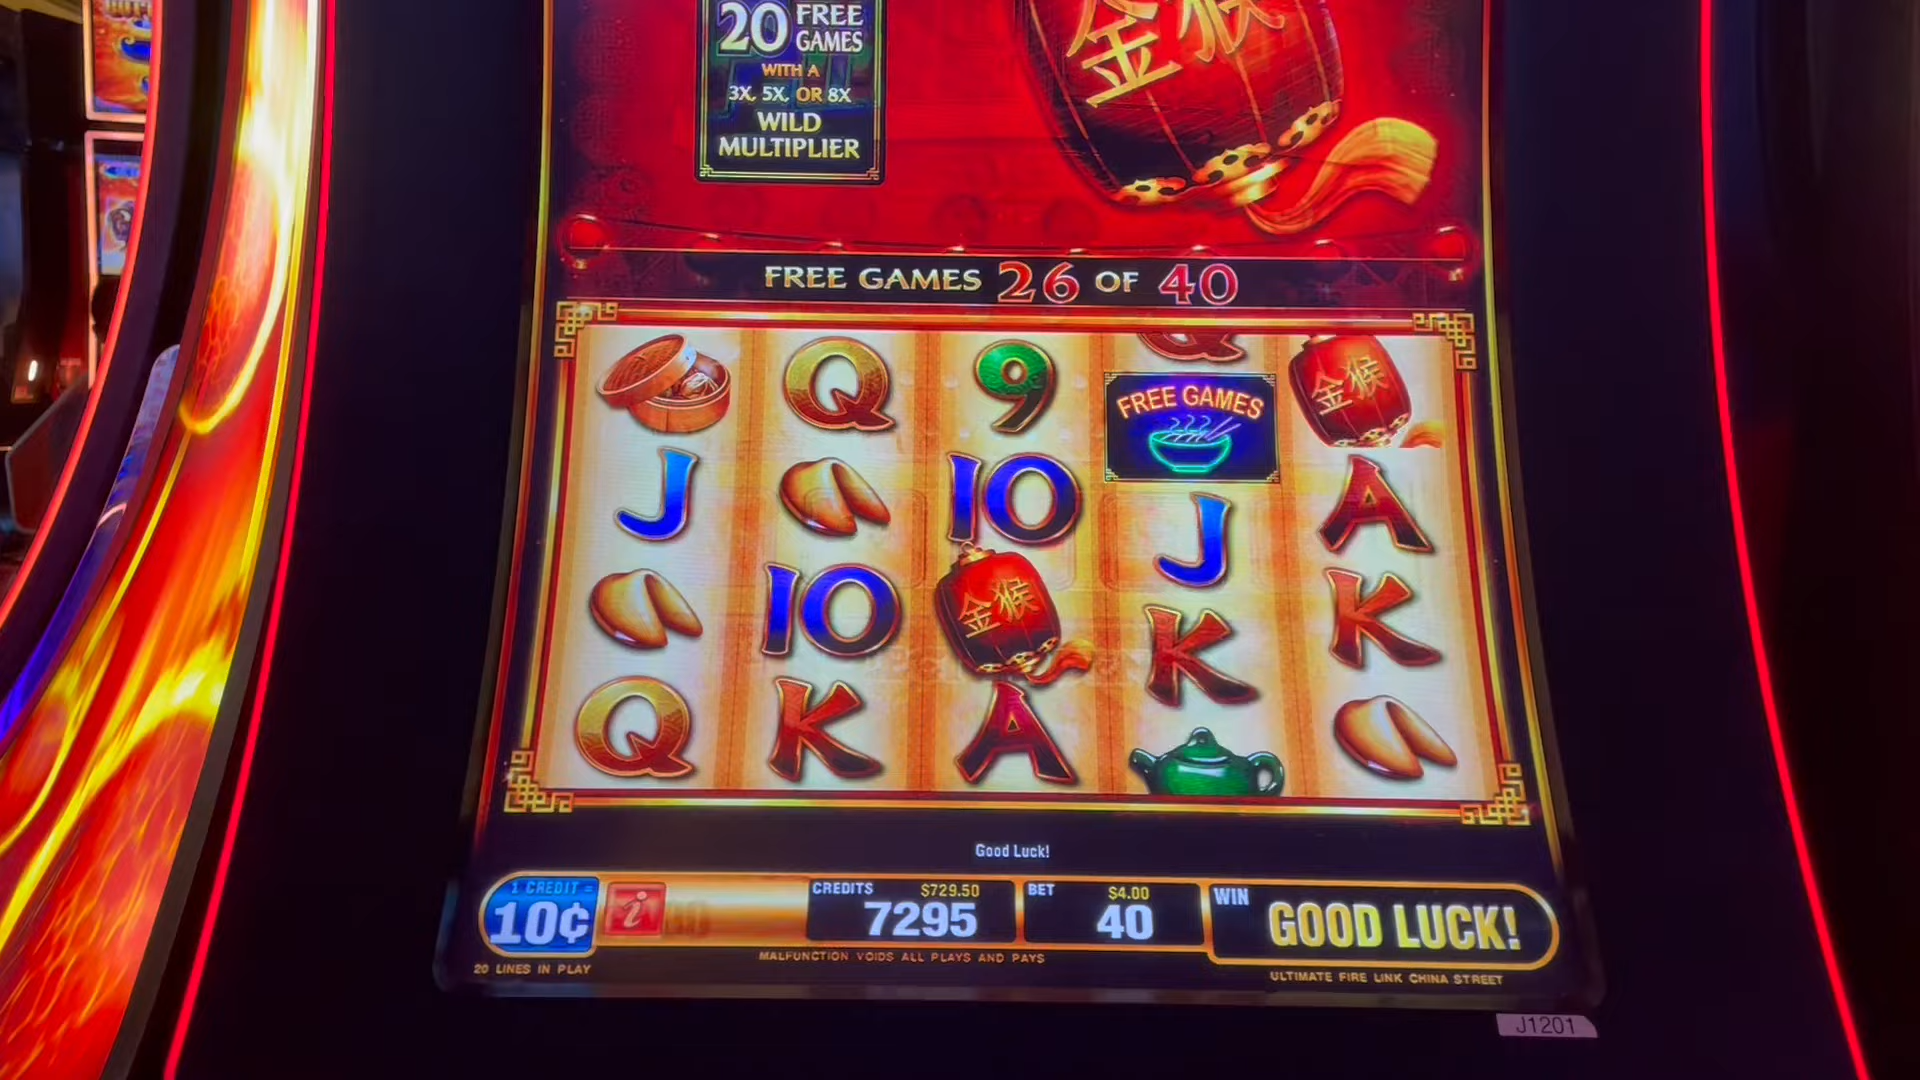 20 FREE
GAMES
WITH A
3X, 5X, OR 8X
WILD
MULTIPLIER
金猴
FREE GAMES 26 OF 40
Q 9 Q 金猴
FREE GAMES
J 10 J A
10 金猴 K K
Q K A
Good Luck!
1 CREDIT =
10¢
i
CREDITS $729.50
7295
BET $4.00
40
WIN GOOD LUCK!
20 LINES IN PLAY
MALFUNCTION VOIDS ALL PLAYS AND PAYS
ULTIMATE FIRE LINK CHINA STREET
J1201